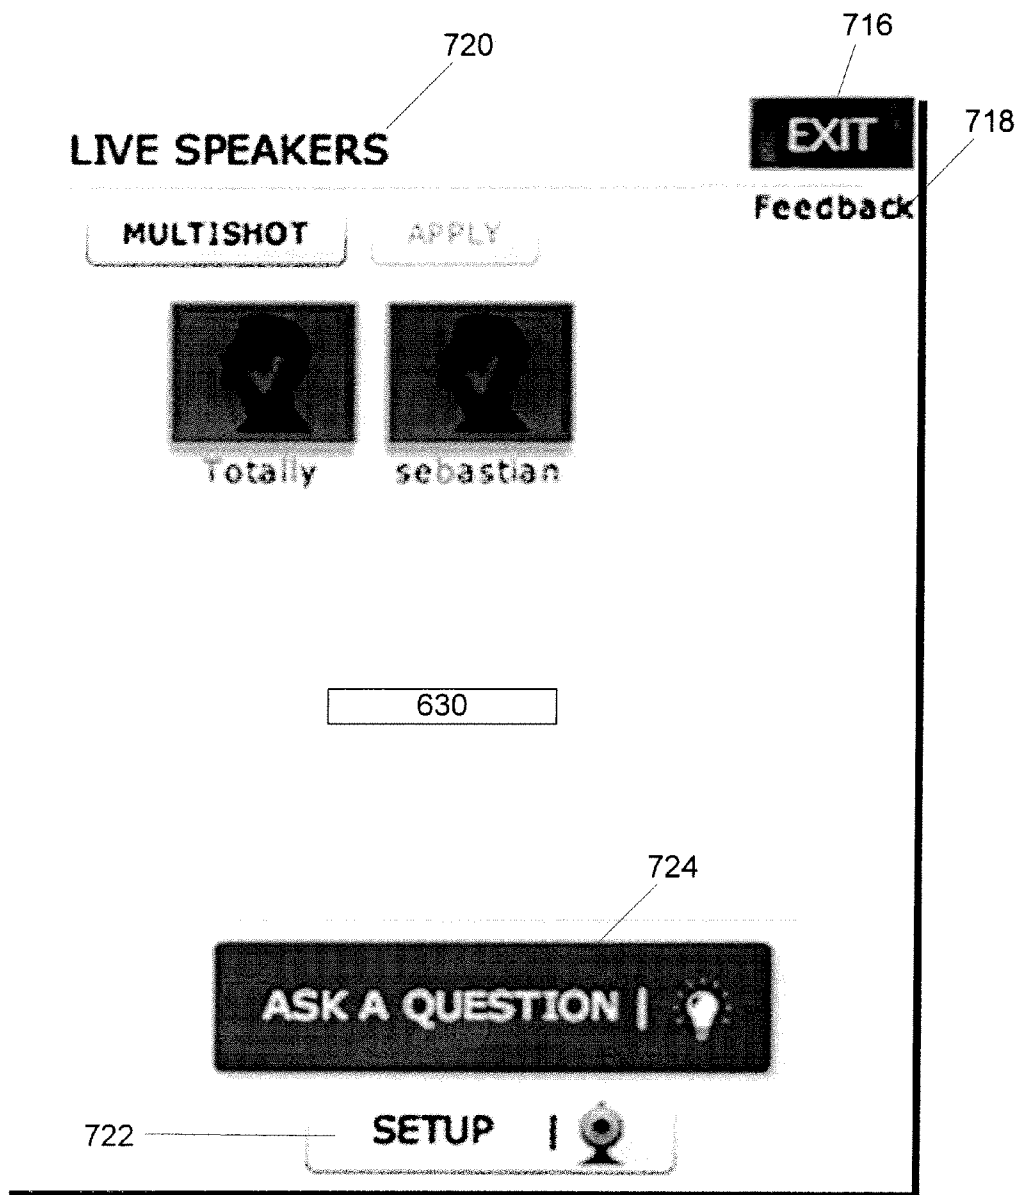 716
720
EXIT
718
LIVE SPEAKERS
Feedback
MULTISHOT
APPLY
Totally
sebastian
630
724
ASK A QUESTION |
SETUP |
722